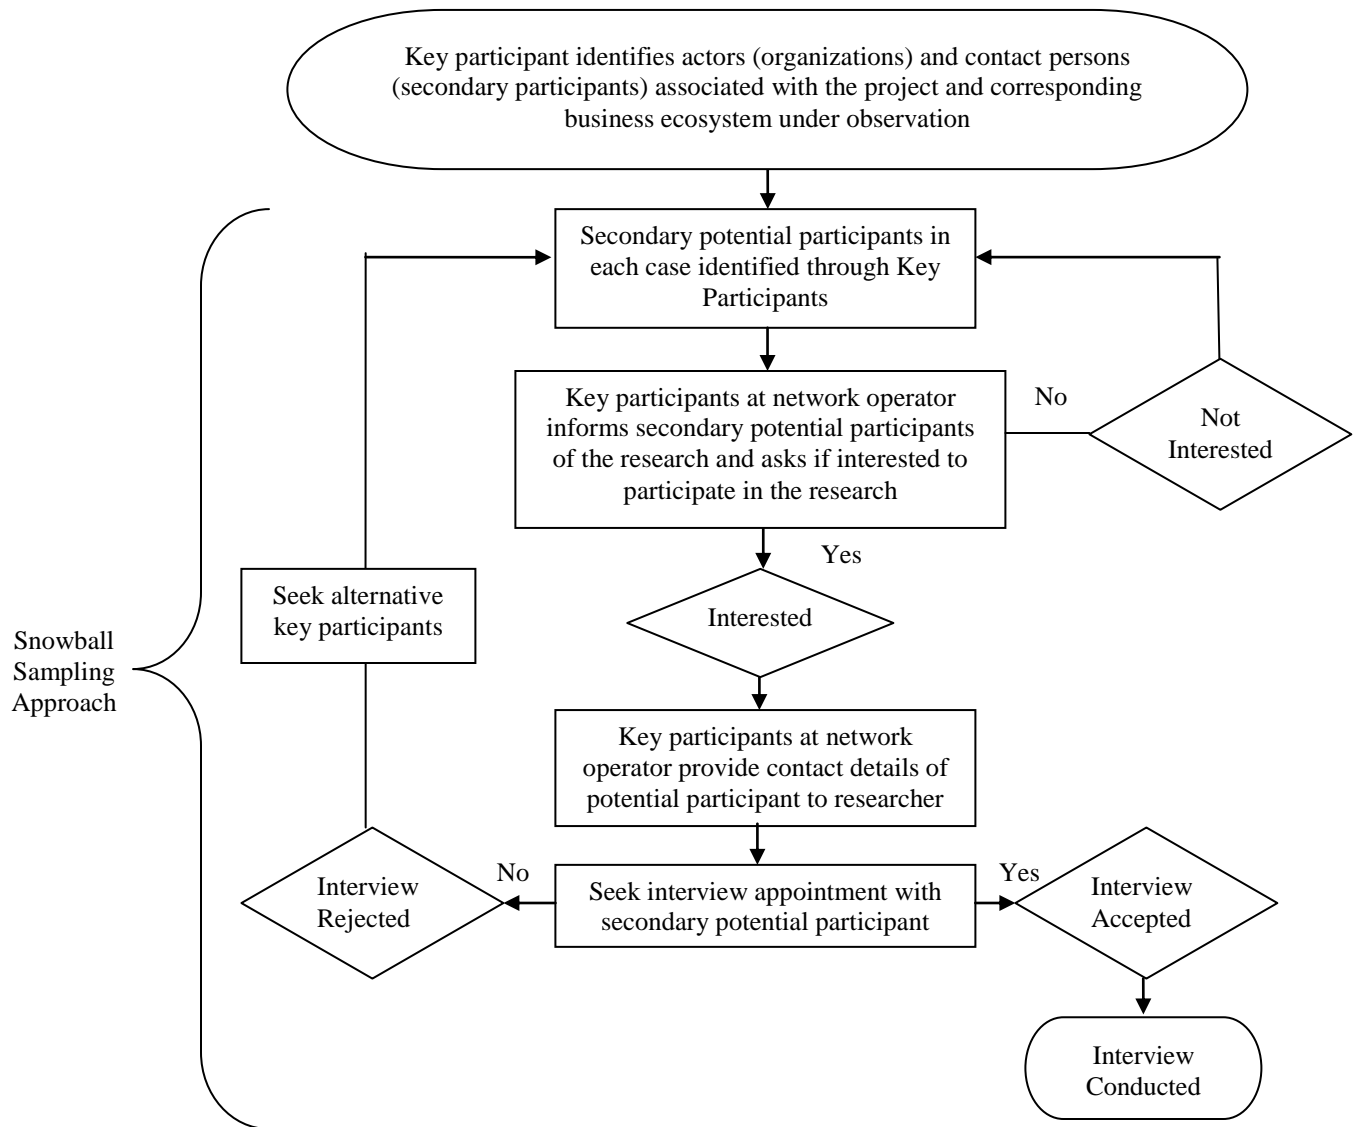 Key participant identifies actors (organizations) and contact persons
(secondary participants) associated with the project and corresponding
business ecosystem under observation
Secondary potential participants in
each case identified through Key
Participants
Key participants at network operator
informs secondary potential participants
of the research and asks if interested to
participate in the research
No
Not
Interested
Yes
Interested
Seek alternative
key participants
Snowball
Sampling
Approach
Key participants at network
operator provide contact details of
potential participant to researcher
Interview
Rejected
No
Seek interview appointment with
secondary potential participant
Yes
Interview
Accepted
Interview
Conducted